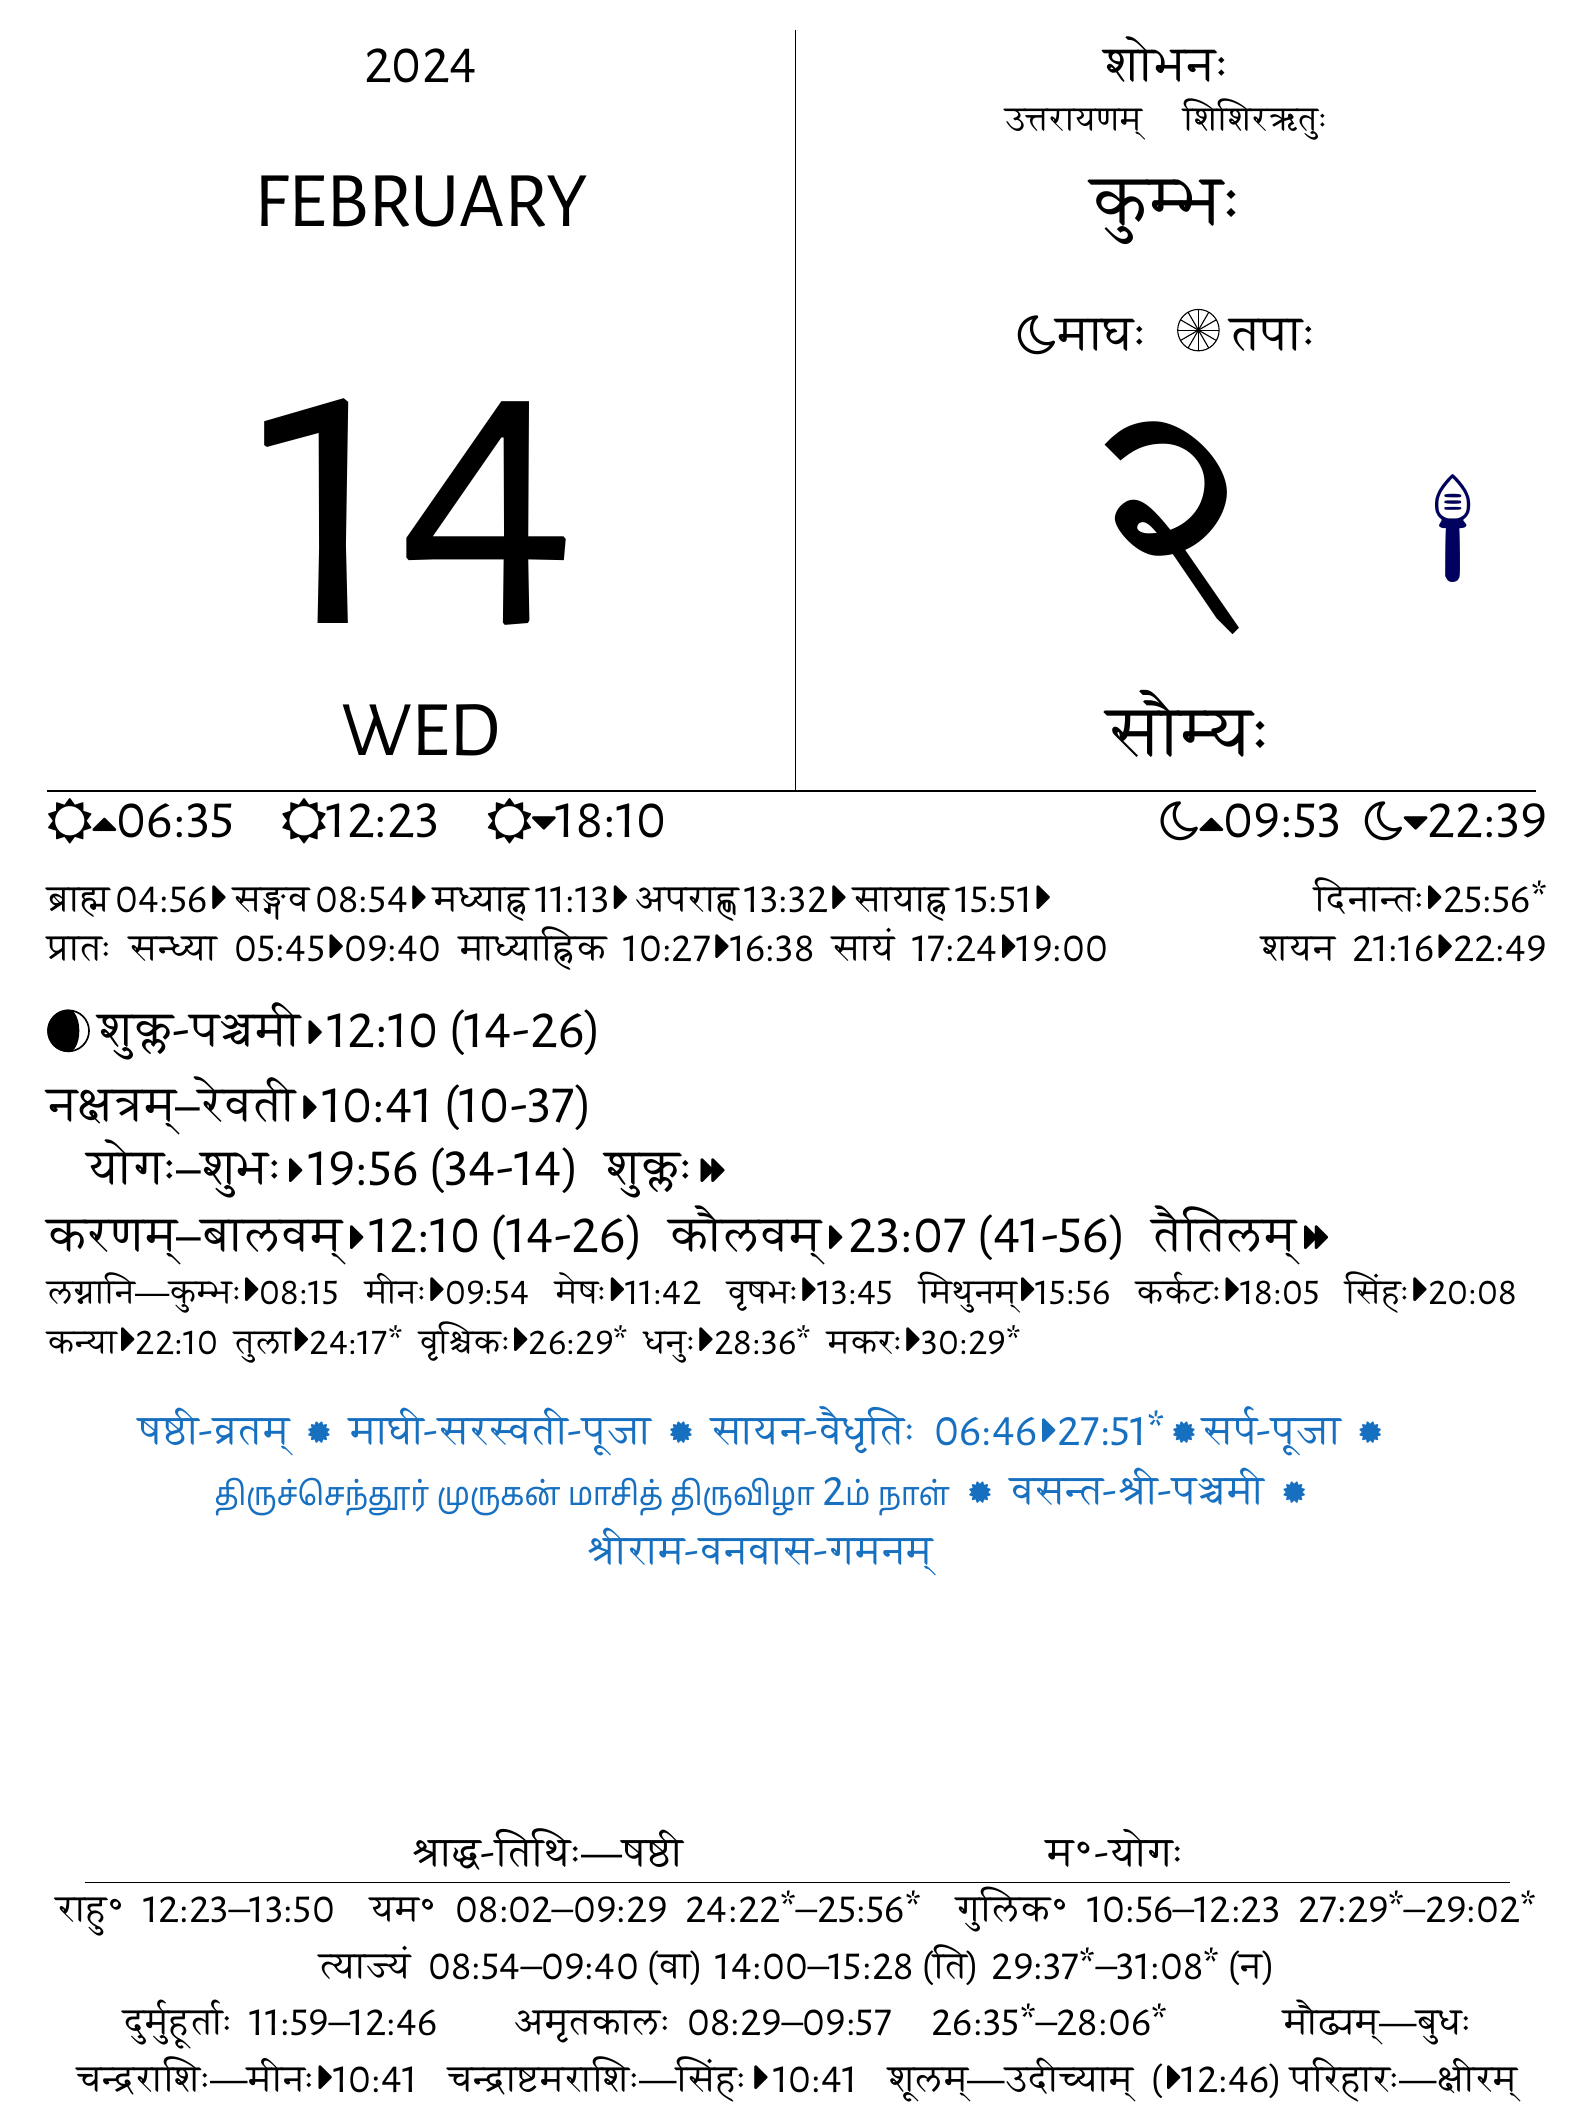 2024
FEBRUARY
14
WED
शोभनः
उत्तरायणम् शिशिरऋतुः
कुम्भः
माघः तपाः
२
सौम्यः
06:35 12:23 18:10 09:53 22:39
ब्राह्म 04:56 सङ्गव 08:54 मध्याह्न 11:13 अपराह्ण 13:32 सायाह्न 15:51 दिनान्तः 25:56*
प्रातः सन्ध्या 05:45 09:40 माध्याह्निक 10:27 16:38 सायं 17:24 19:00 शयन 21:16 22:49
शुक्ल-पञ्चमी 12:10 (14-26)
नक्षत्रम्–रेवती 10:41 (10-37)
योगः–शुभः 19:56 (34-14) शुक्लः
करणम्–बालवम् 12:10 (14-26) कौलवम् 23:07 (41-56) तैतिलम्
लग्नानि—कुम्भः 08:15 मीनः 09:54 मेषः 11:42 वृषभः 13:45 मिथुनम् 15:56 कर्कटः 18:05 सिंहः 20:08
कन्या 22:10 तुला 24:17* वृश्चिकः 26:29* धनुः 28:36* मकरः 30:29*
षष्ठी-व्रतम् माघी-सरस्वती-पूजा सायन-वैधृतिः 06:46 27:51* सर्प-पूजा
திருச்செந்தூர் முருகன் மாசித் திருவிழா 2ம் நாள் वसन्त-श्री-पञ्चमी
श्रीराम-वनवास-गमनम्
श्राद्ध-तिथिः—षष्ठी म॰-योगः
राहु॰ 12:23–13:50 यम॰ 08:02–09:29 24:22*–25:56* गुलिक॰ 10:56–12:23 27:29*–29:02*
त्याज्यं 08:54–09:40 (वा) 14:00–15:28 (ति) 29:37*–31:08* (न)
दुर्मुहूर्ताः 11:59–12:46 अमृतकालः 08:29–09:57 26:35*–28:06* मौढ्यम्—बुधः
चन्द्रराशिः—मीनः 10:41 चन्द्राष्टमराशिः—सिंहः 10:41 शूलम्—उदीच्याम् (12:46) परिहारः—क्षीरम्